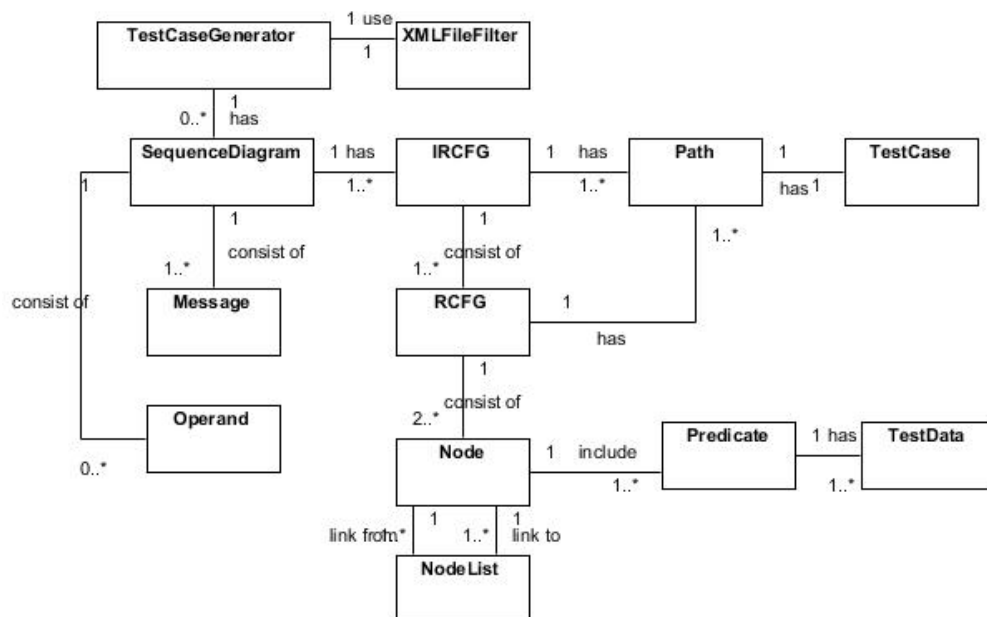 TestCaseGenerator
1 use
1
XMLFileFilter
1
0..*
has
SequenceDiagram
1 has
1..*
IRCFG
1 has
1..*
Path
1
has 1
TestCase
1
1
consist of
1..*
1
consist of
1..*
1..*
consist of
Message
RCFG
1
has
1
consist of
2..*
Operand
0..*
Node
1 include
1..*
Predicate
1 has
1..*
TestData
1
link from
1
1..*
link to
NodeList